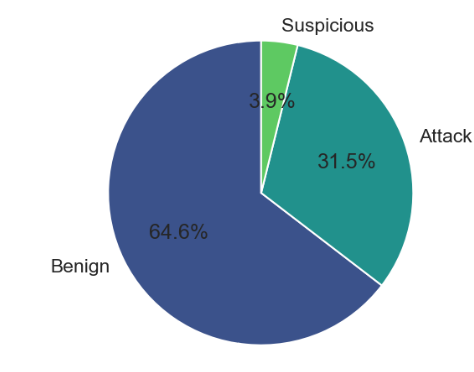 Suspicious
3.9%
Attack
31.5%
64.6%
Benign